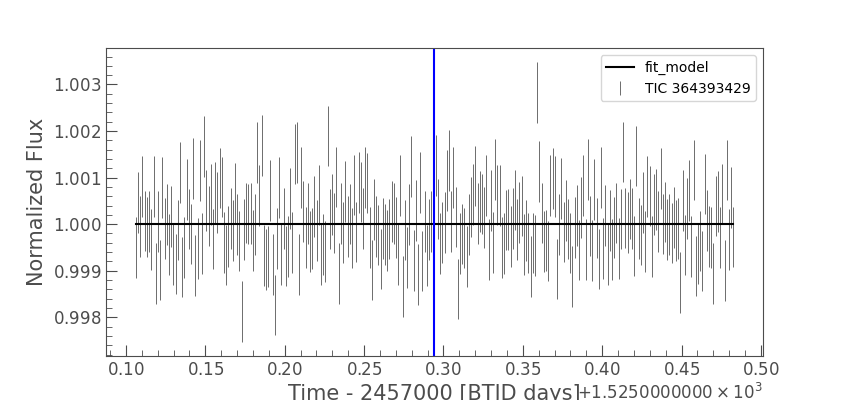 fit_model
TIC 364393429
Normalized Flux
1.003
1.002
1.001
1.000
0.999
0.998
0.10 0.15 0.20 0.25 0.30 0.35 0.40 0.45 0.50
Time - 2457000 [BTJD days]
+1.5250000000 × 10³